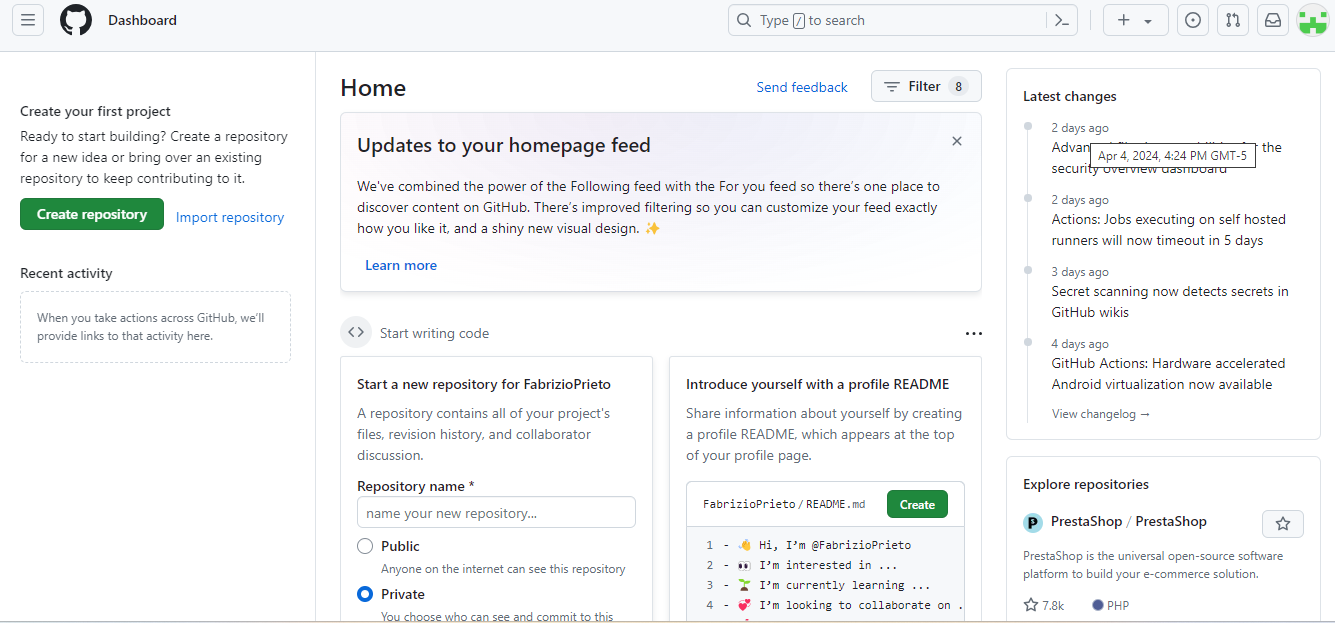 Dashboard
Type / to search
Home
Send feedback
Filter 8
Create your first project
Ready to start building? Create a repository
for a new idea or bring over an existing
repository to keep contributing to it.
Create repository
Import repository
Recent activity
When you take actions across GitHub, we'll
provide links to that activity here.
Updates to your homepage feed
We've combined the power of the Following feed with the For you feed so there's one place to
discover content on GitHub. There's improved filtering so you can customize your feed exactly
how you like it, and a shiny new visual design. ✨
Learn more
Start writing code
Start a new repository for FabrizioPrieto
A repository contains all of your project's
files, revision history, and collaborator
discussion.
Repository name *
name your new repository...
Public
Anyone on the internet can see this repository
Private
You choose who can see and commit to this
Introduce yourself with a profile README
Share information about yourself by creating
a profile README, which appears at the top
of your profile page.
FabrizioPrieto/README.md
Create
1 - 👋 Hi, I'm @FabrizioPrieto
2 - 👀 I'm interested in ...
3 - 🌱 I'm currently learning ...
4 - 💞️ I'm looking to collaborate on .
Latest changes
2 days ago
the
Apr 4, 2024, 4:24 PM GMT-5
security overview dashboard
2 days ago
Actions: Jobs executing on self hosted
runners will now timeout in 5 days
3 days ago
Secret scanning now detects secrets in
GitHub wikis
4 days ago
GitHub Actions: Hardware accelerated
Android virtualization now available
View changelog →
Explore repositories
PrestaShop / PrestaShop
PrestaShop is the universal open-source software
platform to build your e-commerce solution.
7.8k
PHP